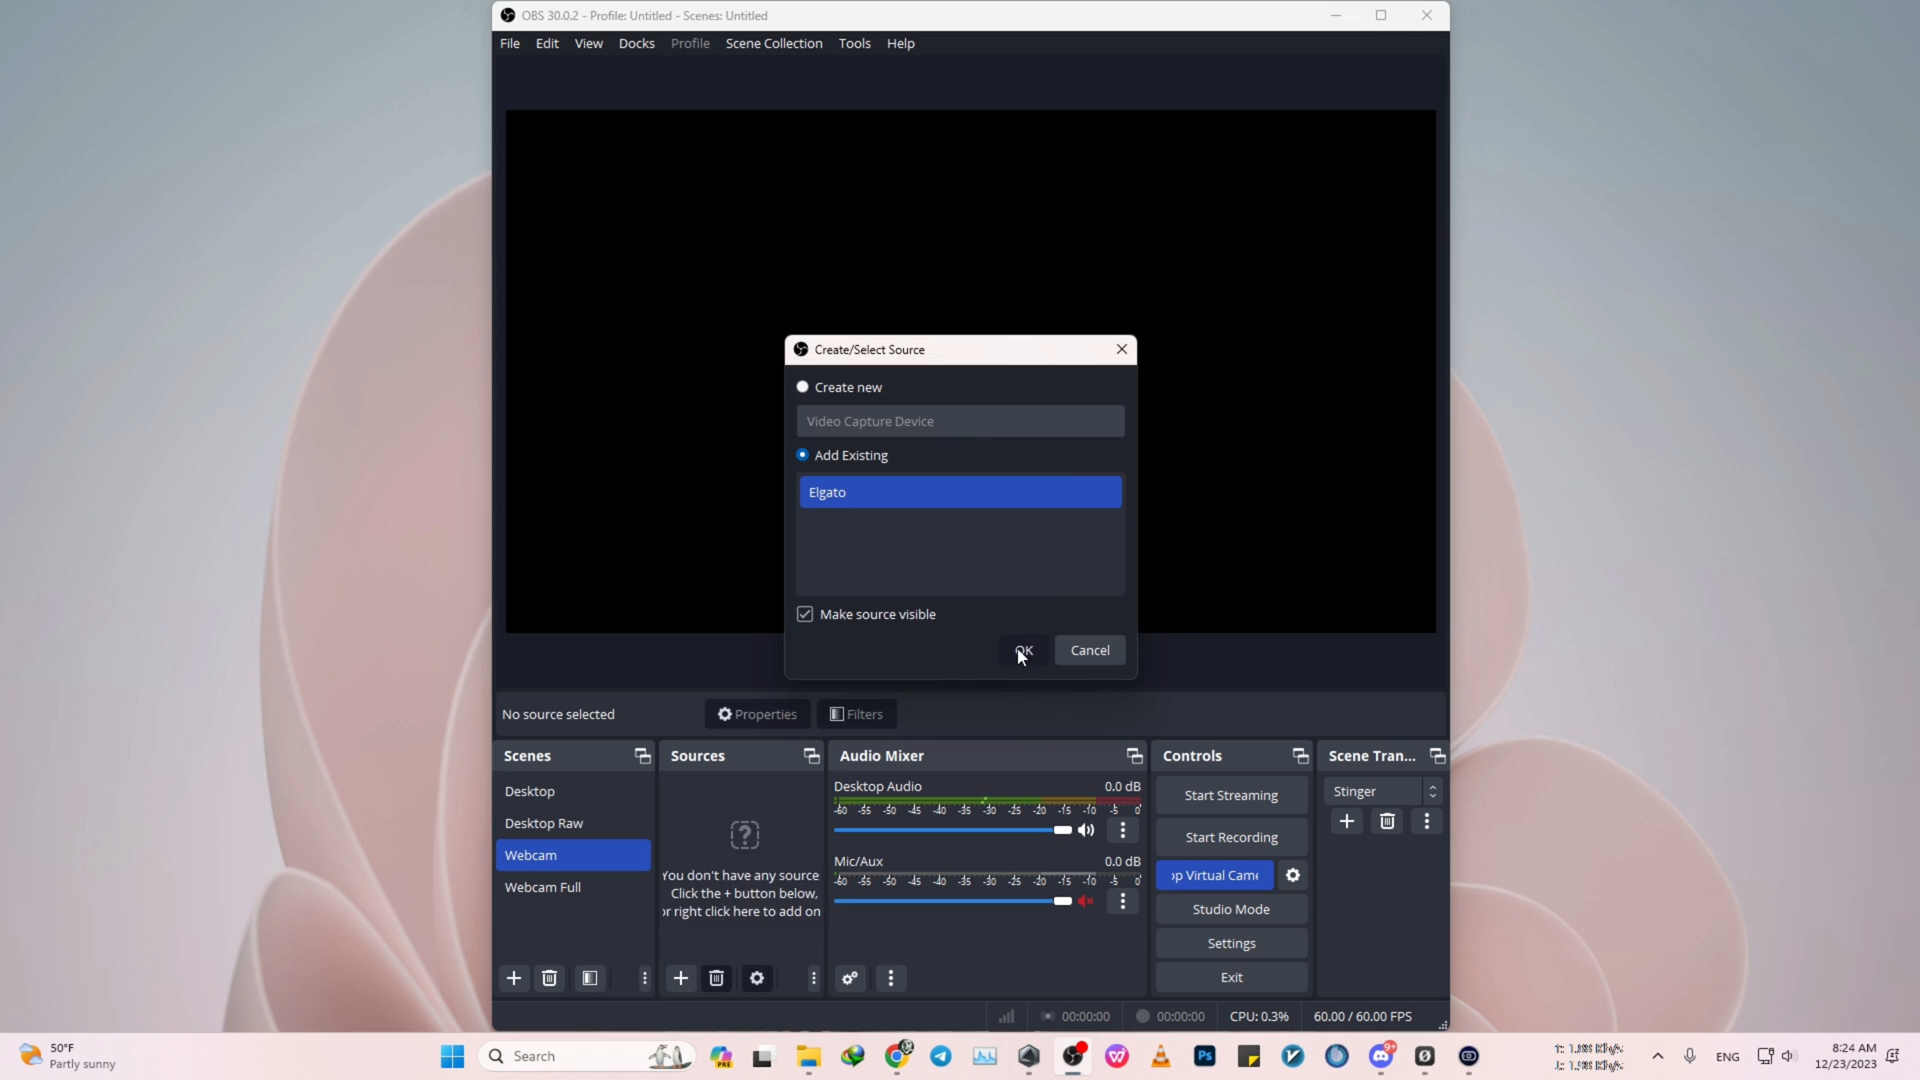 OBS 30.0.2 - Profile: Untitled - Scenes: Untitled
File Edit View Docks Profile Scene Collection Tools Help
Create/Select Source
Create new
Video Capture Device
Add Existing
Elgato
Make source visible
OK Cancel
No source selected Properties Filters
Scenes
Desktop
Desktop Raw
Webcam
Webcam Full
Sources
You don't have any source
Click the + button below,
or right click here to add on
Audio Mixer
Desktop Audio 0.0 dB
-60 -55 -50 -45 -40 -35 -30 -25 -20 -15 -10 -5 0
Mic/Aux 0.0 dB
-60 -55 -50 -45 -40 -35 -30 -25 -20 -15 -10 -5 0
Controls
Start Streaming
Start Recording
op Virtual Came
Studio Mode
Settings
Exit
Scene Tran...
Stinger
00:00:00 00:00:00 CPU: 0.3% 60.00 / 60.00 FPS
50°F
Partly sunny
Search
PRE
Ps
9+
ENG
8:24 AM
12/23/2023